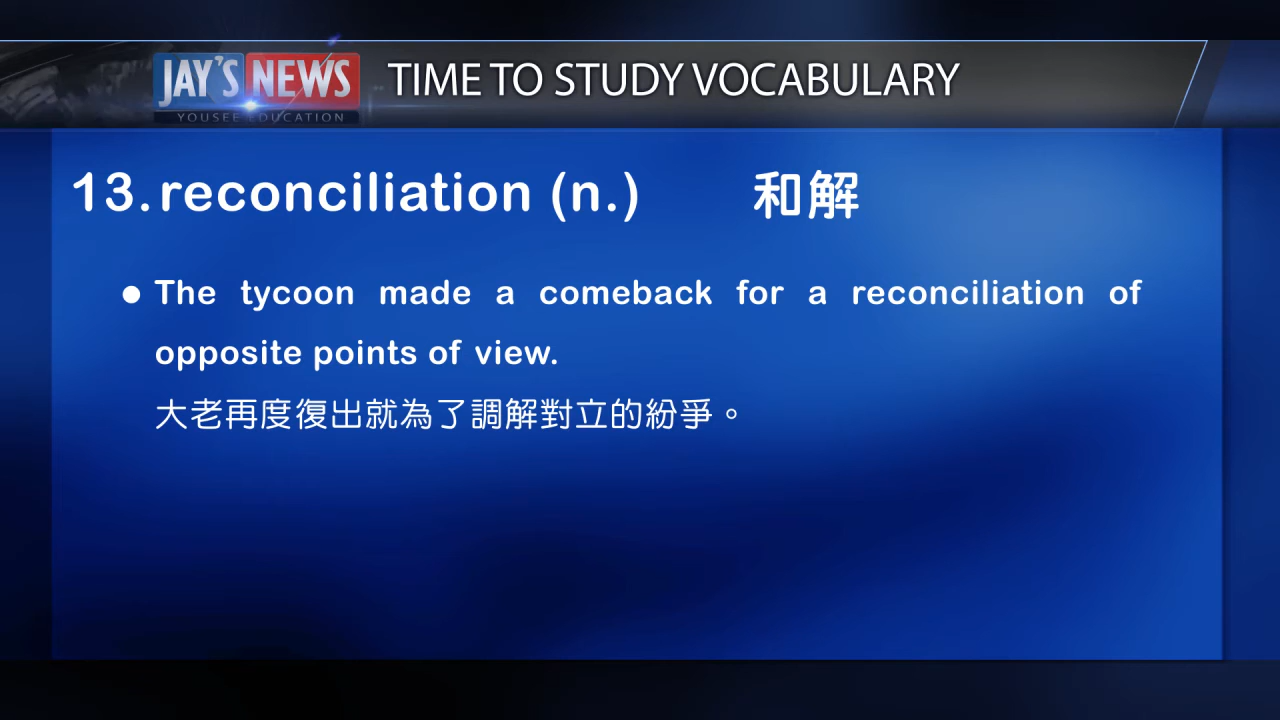 JAY'S NEWS TIME TO STUDY VOCABULARY
YOUSEE EDUCATION
13. reconciliation (n.) 和解
● The tycoon made a comeback for a reconciliation of
opposite points of view.
大老再度復出就為了調解對立的紛爭。